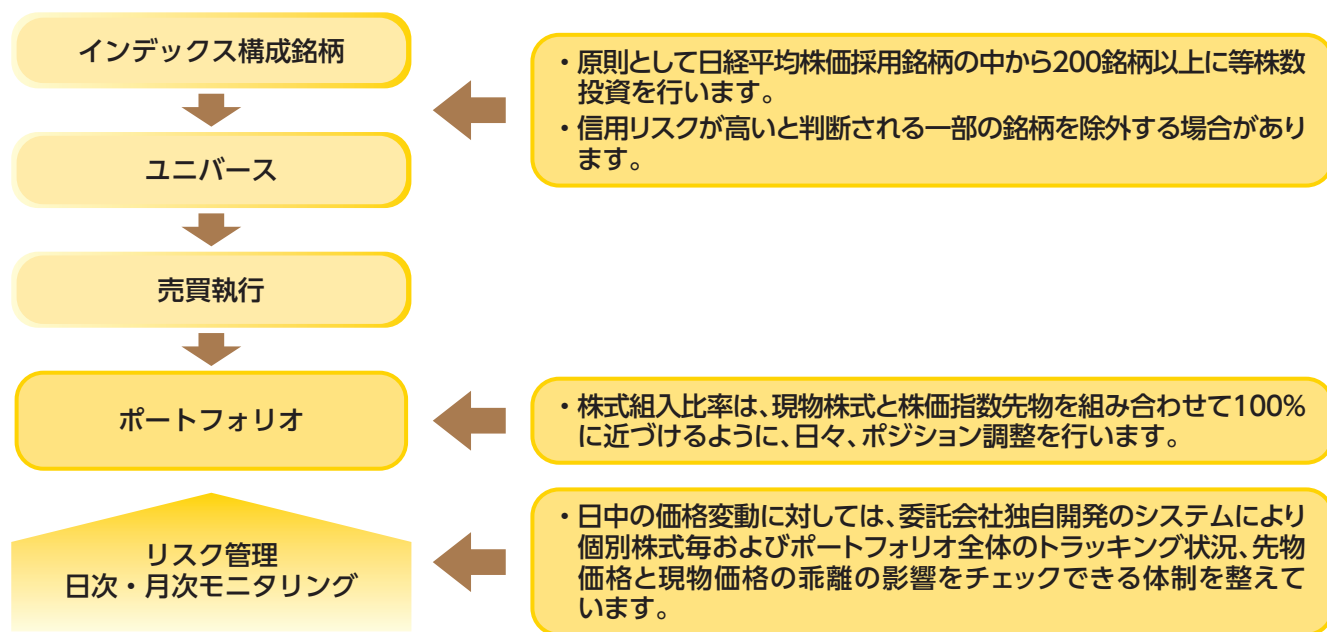 インデックス構成銘柄
・原則として日経平均株価採用銘柄の中から200銘柄以上に等株数
投資を行います。
・信用リスクが高いと判断される一部の銘柄を除外する場合があり
ます。
ユニバース
売買執行
ポートフォリオ
・株式組入比率は、現物株式と株価指数先物を組み合わせて100%
に近づけるように、日々、ポジション調整を行います。
リスク管理
日次・月次モニタリング
・日中の価格変動に対しては、委託会社独自開発のシステムにより
個別株式毎およびポートフォリオ全体のトラッキング状況、先物
価格と現物価格の乖離の影響をチェックできる体制を整えて
います。